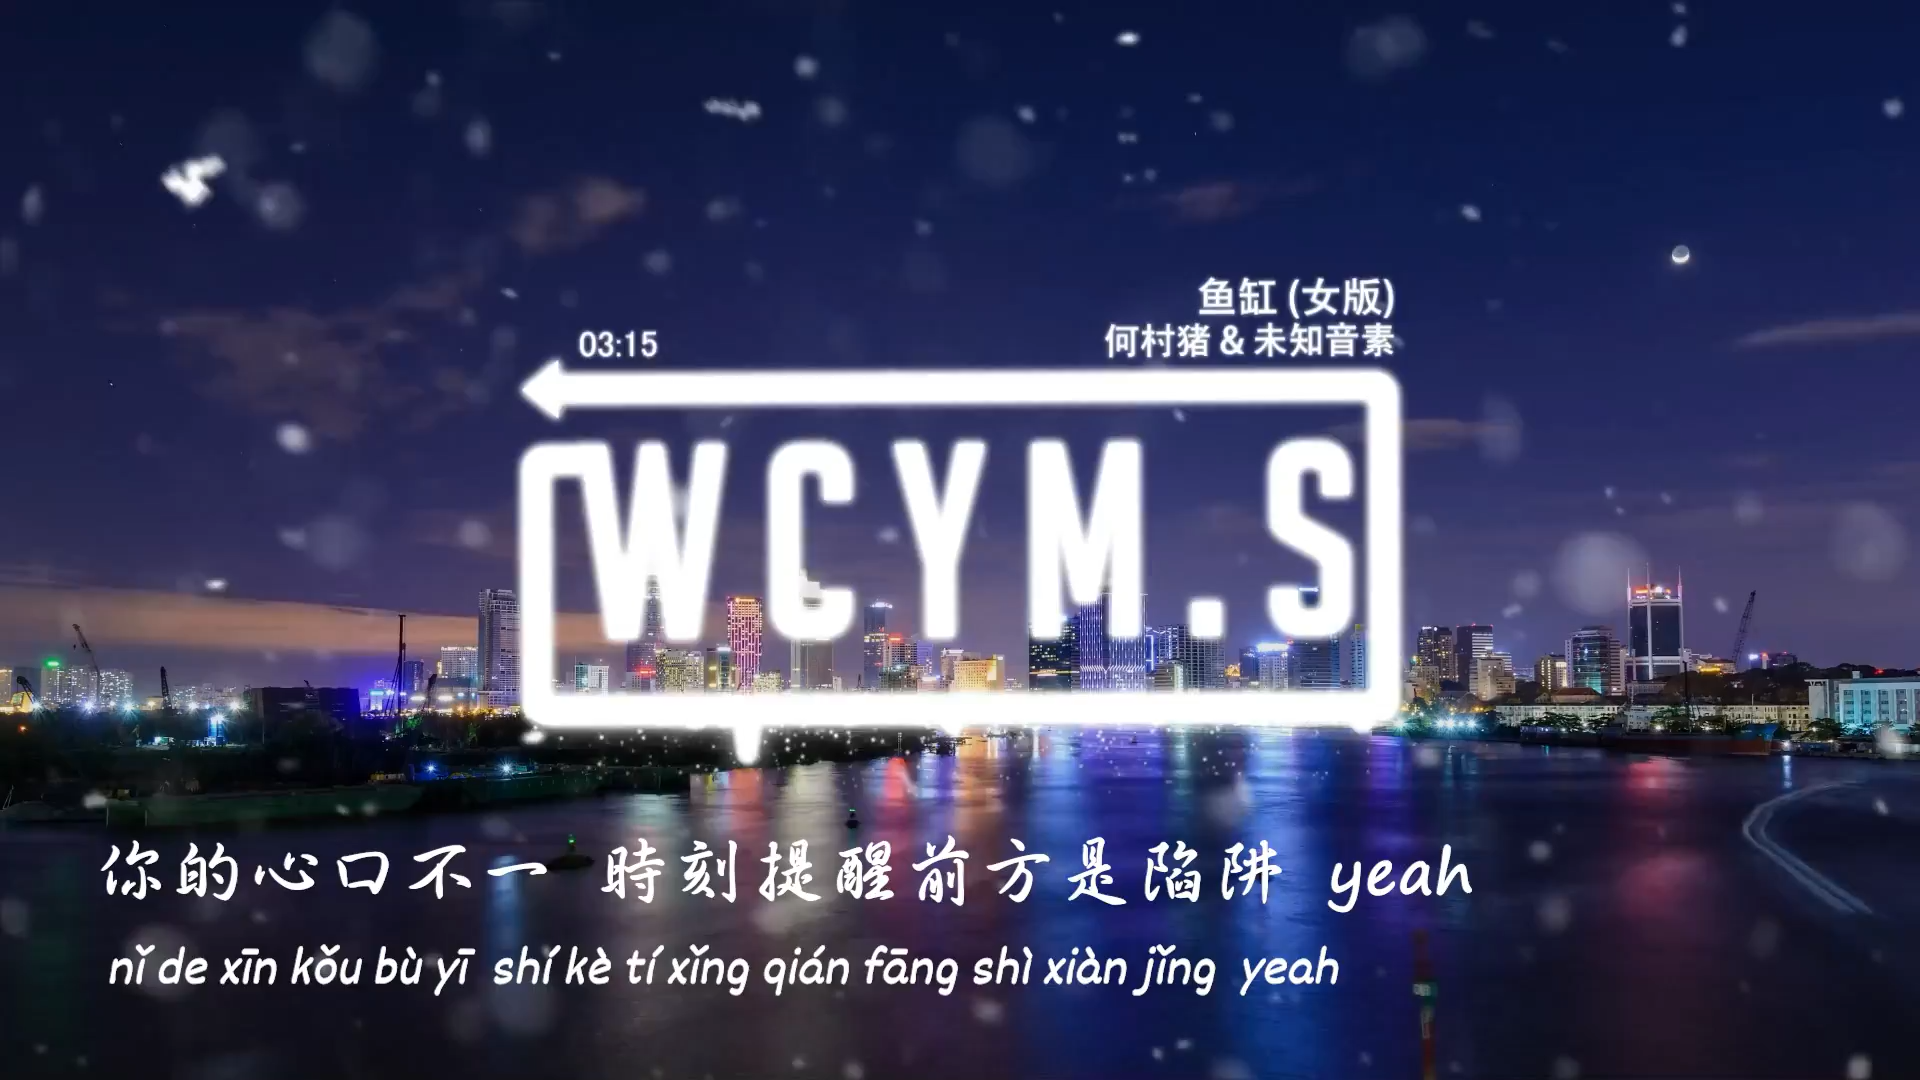 鱼缸 (女版)
03:15
何村猪 & 未知音素
WCYM.S
你的心口不一 時刻提醒前方是陷阱 yeah
nǐ de xīn kǒu bù yī shí kè tí xǐng qián fāng shì xiàn jǐng yeah